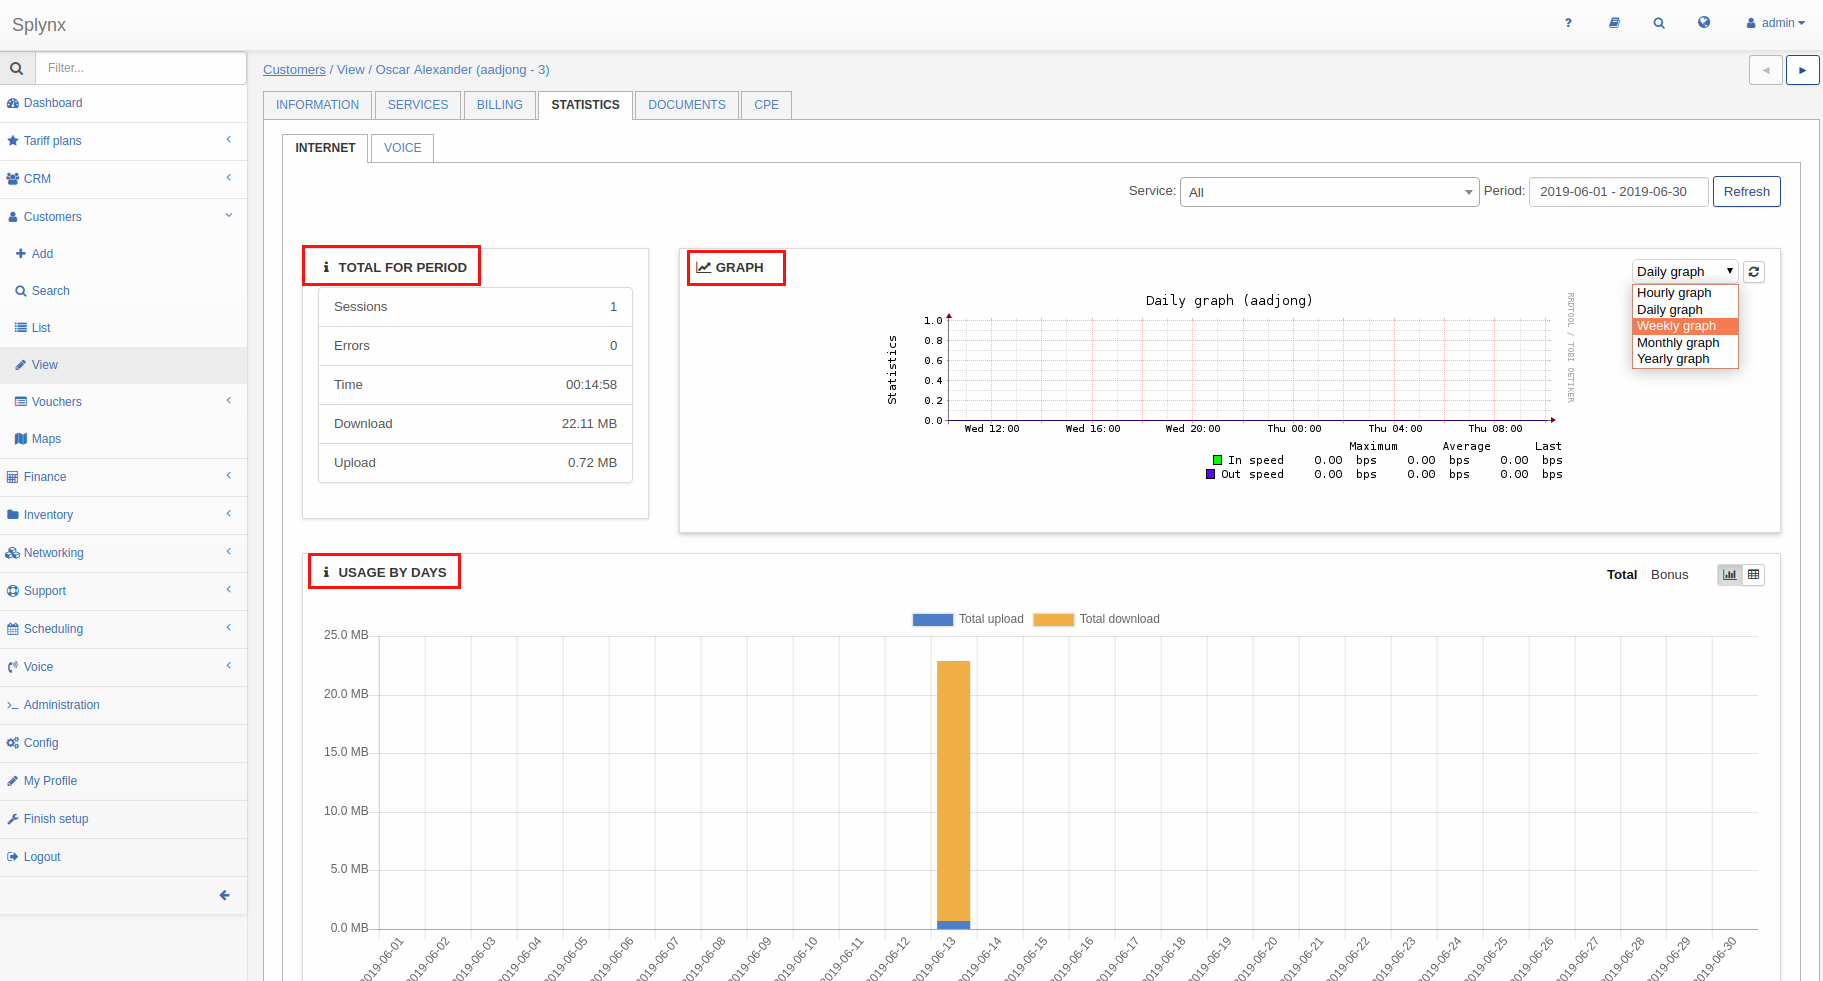 Splynx
?
admin
Filter...
Dashboard
Tariff plans
CRM
Customers
Add
Search
List
View
Vouchers
Maps
Finance
Inventory
Networking
Support
Scheduling
Voice
Administration
Config
My Profile
Finish setup
Logout
Customers / View / Oscar Alexander (aadjong - 3)
INFORMATION SERVICES BILLING STATISTICS DOCUMENTS CPE
INTERNET VOICE
Service: All Period: 2019-06-01 - 2019-06-30 Refresh
TOTAL FOR PERIOD
Sessions 1
Errors 0
Time 00:14:58
Download 22.11 MB
Upload 0.72 MB
GRAPH
Daily graph
Hourly graph
Daily graph
Weekly graph
Monthly graph
Yearly graph
Daily graph (aadjong)
RRDTOOL / TOBI OETIKER
Statistics
1.0
0.8
0.6
0.4
0.2
0.0
Wed 12:00 Wed 16:00 Wed 20:00 Thu 00:00 Thu 04:00 Thu 08:00
Maximum Average Last
In speed 0.00 bps 0.00 bps 0.00 bps
Out speed 0.00 bps 0.00 bps 0.00 bps
USAGE BY DAYS
Total Bonus
Total upload Total download
25.0 MB
20.0 MB
15.0 MB
10.0 MB
5.0 MB
0.0 MB
2019-06-01
2019-06-02
2019-06-03
2019-06-04
2019-06-05
2019-06-06
2019-06-07
2019-06-08
2019-06-09
2019-06-10
2019-06-11
2019-06-12
2019-06-13
2019-06-14
2019-06-15
2019-06-16
2019-06-17
2019-06-18
2019-06-19
2019-06-20
2019-06-21
2019-06-22
2019-06-23
2019-06-24
2019-06-25
2019-06-26
2019-06-27
2019-06-28
2019-06-29
2019-06-30